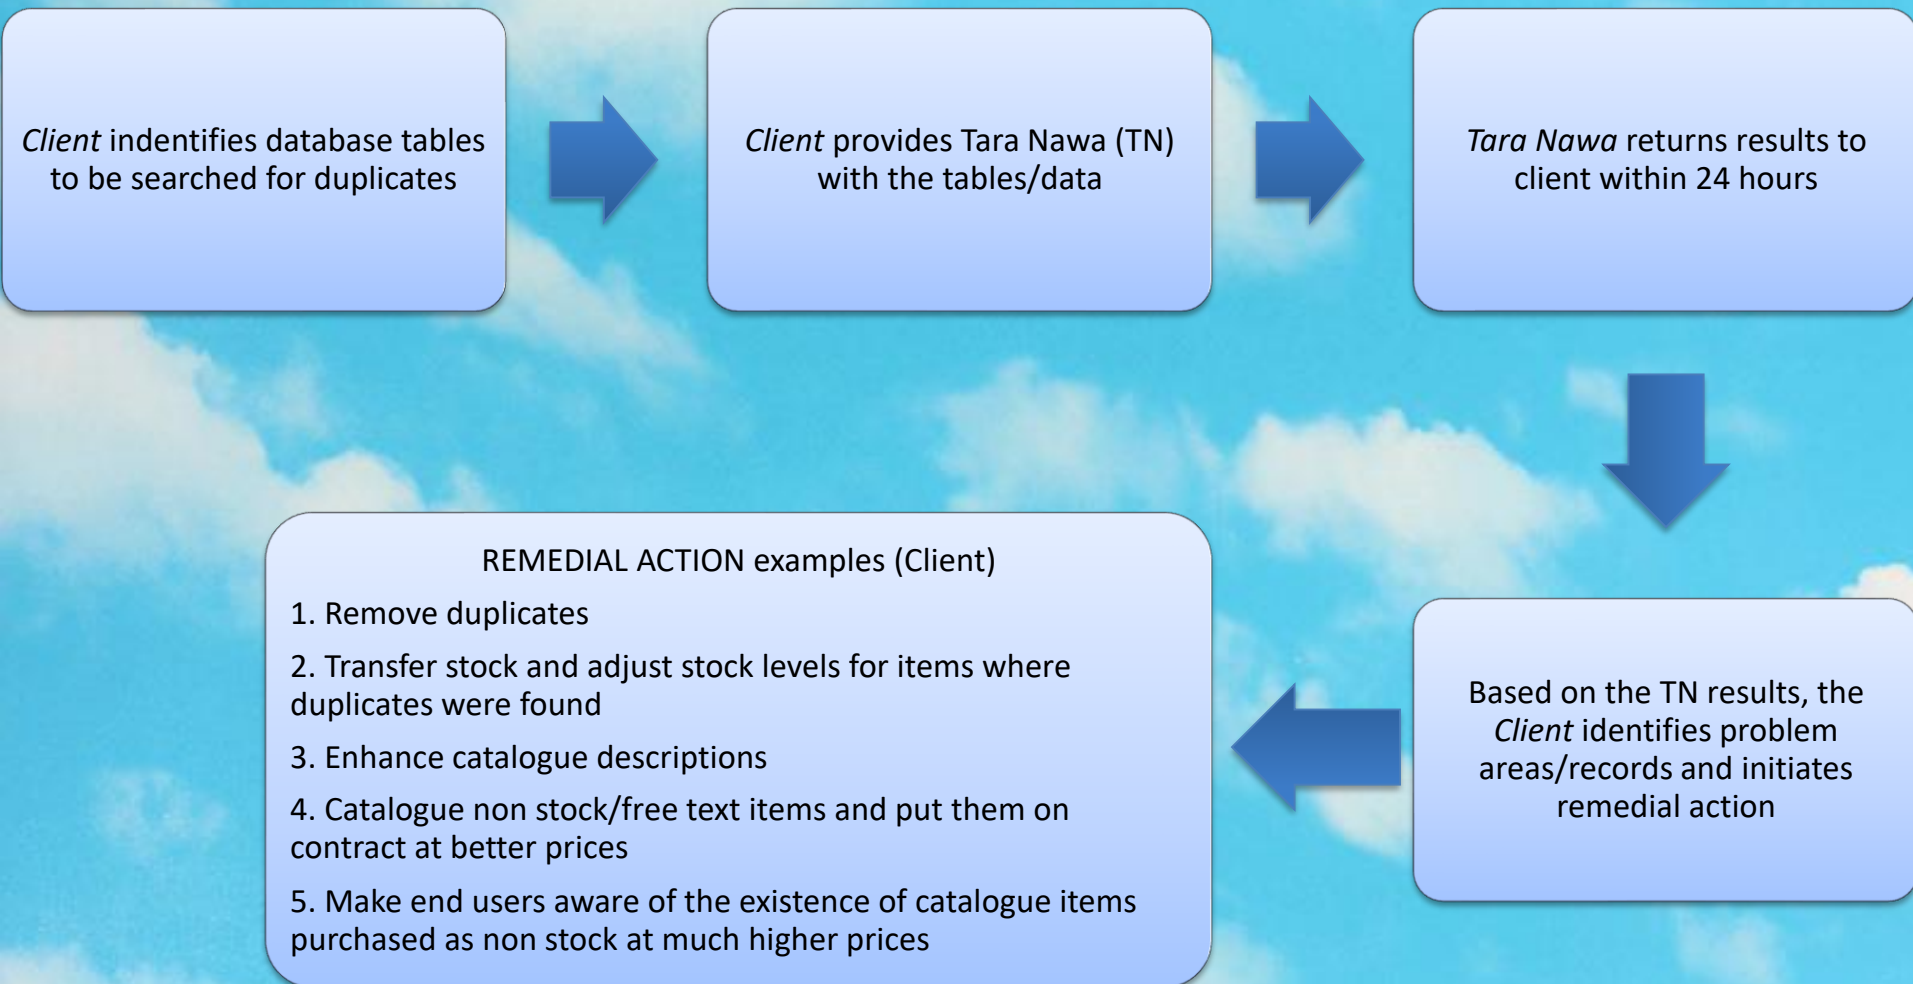 Client indentifies database tables
to be searched for duplicates
Client provides Tara Nawa (TN)
with the tables/data
Tara Nawa returns results to
client within 24 hours
Based on the TN results, the
Client identifies problem
areas/records and initiates
remedial action
REMEDIAL ACTION examples (Client)
1. Remove duplicates
2. Transfer stock and adjust stock levels for items where
duplicates were found
3. Enhance catalogue descriptions
4. Catalogue non stock/free text items and put them on
contract at better prices
5. Make end users aware of the existence of catalogue items
purchased as non stock at much higher prices